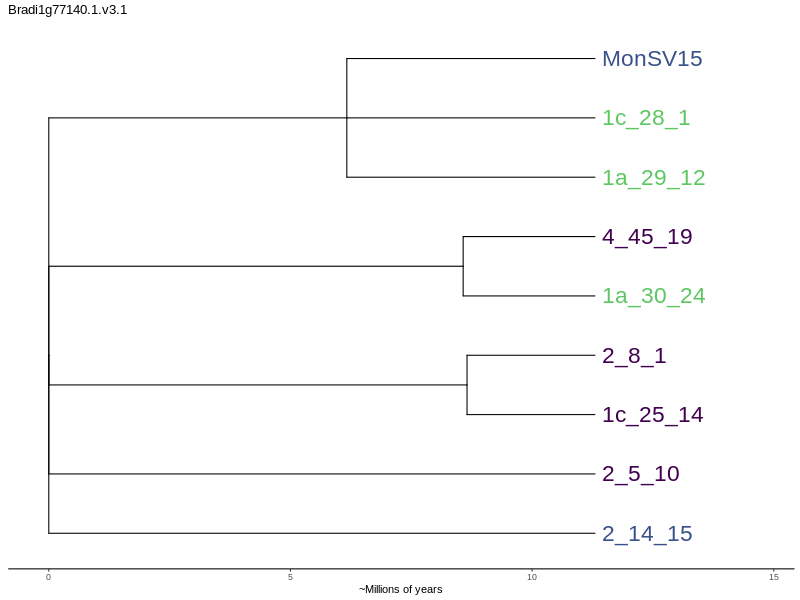 Bradi1g77140.1.v3.1
MonSV15
1c_28_1
1a_29_12
4_45_19
1a_30_24
2_8_1
1c_25_14
2_5_10
2_14_15
0 5 10 15
~Millions of years